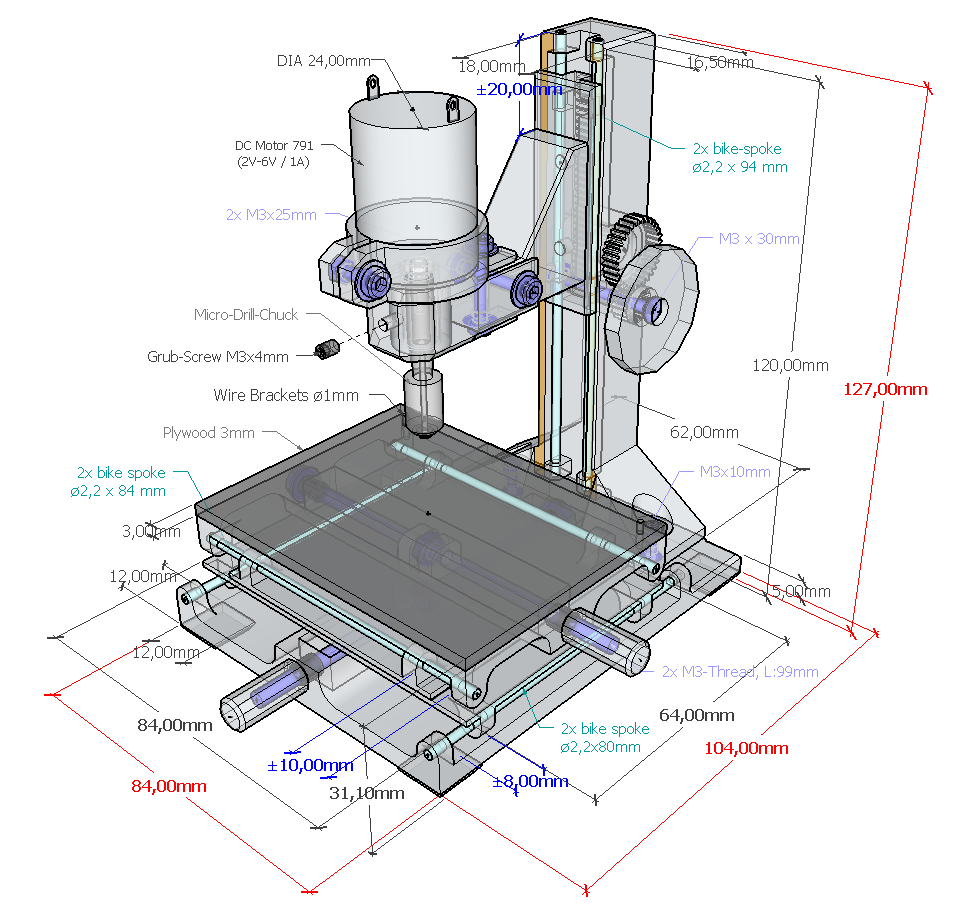 DIA 24,00mm
18,00mm
16,50mm
±20,00mm
DC Motor 791
(2V-6V / 1A)
2x bike-spoke
ø2,2 x 94 mm
2x M3x25mm
M3 x 30mm
Micro-Drill-Chuck
Grub-Screw M3x4mm
120,00mm
127,00mm
Wire Brackets ø1mm
Plywood 3mm
62,00mm
2x bike spoke
ø2,2 x 84 mm
M3x10mm
3,00mm
12,00mm
5,00mm
12,00mm
2x M3-Thread, L:99mm
84,00mm
64,00mm
2x bike spoke
ø2,2x80mm
104,00mm
±10,00mm
±8,00mm
84,00mm
31,10mm